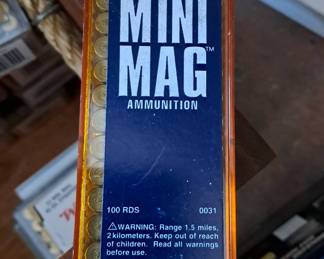 MINI
MAG™
AMMUNITION
100 RDS 0031
⚠WARNING: Range 1.5 miles,
2 kilometers. Keep out of reach
of children. Read all warnings
before use.